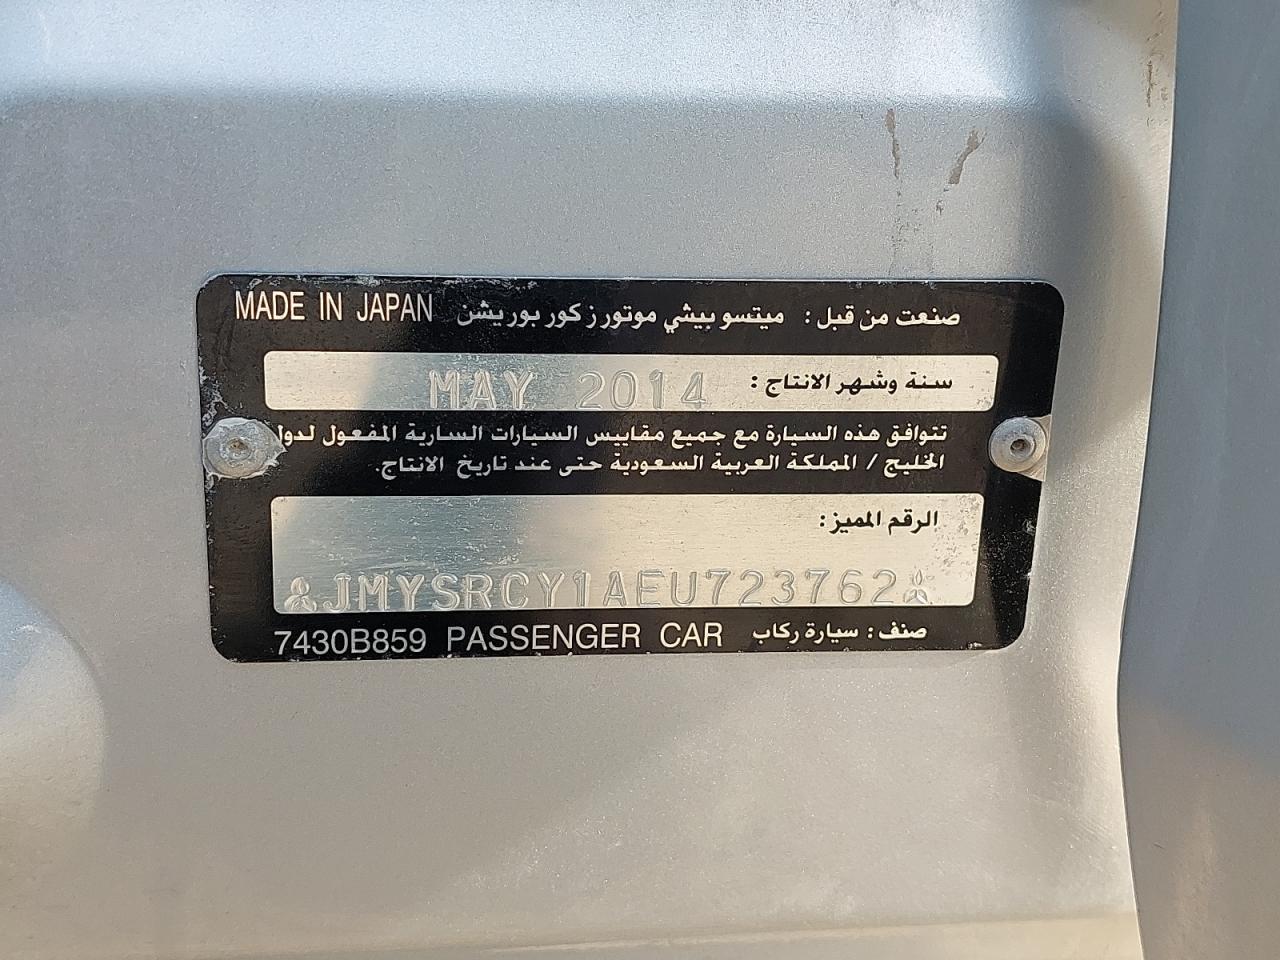 MADE IN JAPAN صنعت من قبل : ميتسوبيشي موتورز كوربوريشن
سنة وشهر الانتاج : MAY 2014
تتوافق هذه السيارة مع جميع مقاييس السيارات السارية المفعول لدول
الخليج / المملكة العربية السعودية حتى عند تاريخ الانتاج.
الرقم المميز :
JMYSRCY1AEU723762
7430B859 PASSENGER CAR صنف : سيارة ركاب